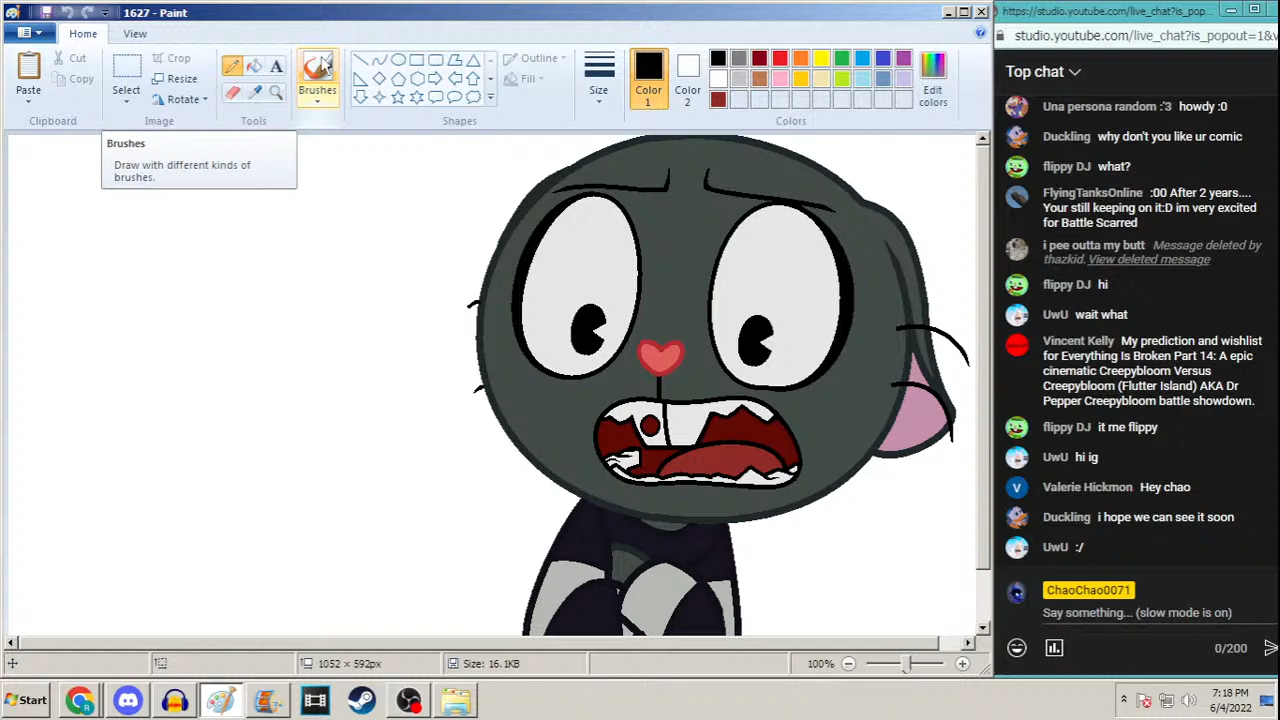 1627 - Paint
Home
View
Paste
Cut
Copy
Clipboard
Select
Crop
Resize
Rotate
Image
Tools
Brushes
Shapes
Outline
Fill
Size
Color
1
Color
2
Edit
colors
Colors
Brushes
Draw with different kinds of
brushes.
1052 × 592px
Size: 16.1KB
100%
Start
7:18 PM
6/4/2022
https://studio.youtube.com/live_chat?is_pop...
studio.youtube.com/live_chat?is_popout=1&
Top chat
Una persona random :'3 howdy :0
Duckling why don't you like ur comic
flippy DJ what?
FlyingTanksOnline :00 After 2 years....
Your still keeping on it:D im very excited
for Battle Scarred
i pee outta my butt Message deleted by
thazkid. View deleted message
flippy DJ hi
UwU wait what
Vincent Kelly My prediction and wishlist
for Everything Is Broken Part 14: A epic
cinematic Creepybloom Versus
Creepybloom (Flutter Island) AKA Dr
Pepper Creepybloom battle showdown.
flippy DJ it me flippy
UwU hi ig
V
Valerie Hickmon Hey chao
Duckling i hope we can see it soon
UwU :/
ChaoChao0071
Say something... (slow mode is on)
0/200